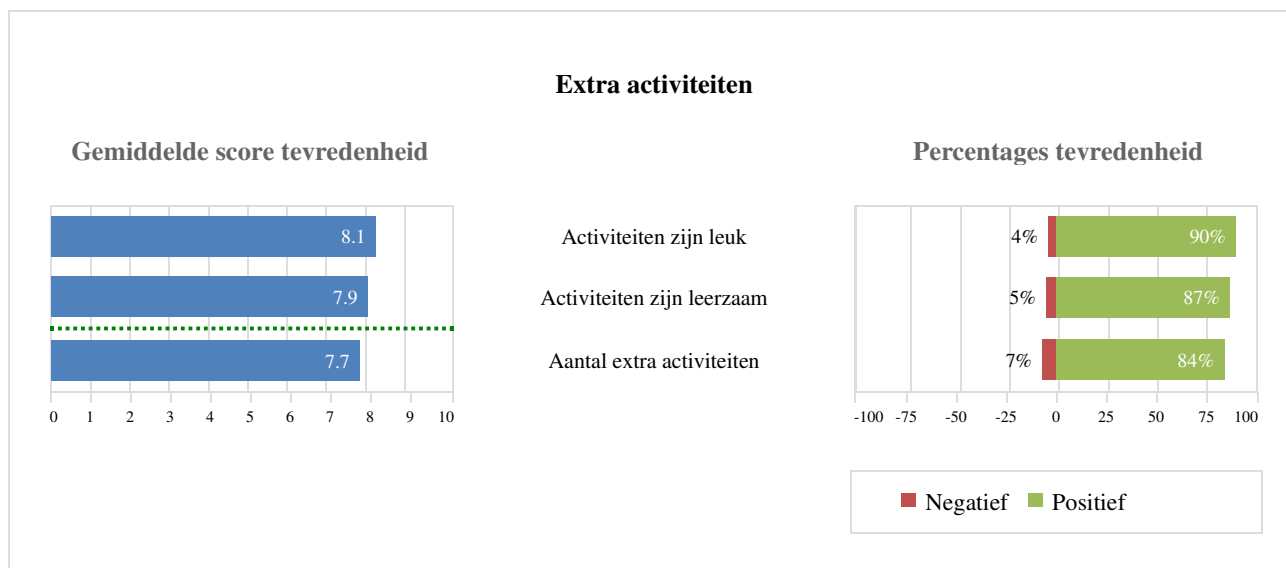 Extra activiteiten
Gemiddelde score tevredenheid
Percentages tevredenheid
8.1
Activiteiten zijn leuk
4%
90%
7.9
Activiteiten zijn leerzaam
5%
87%
7.7
Aantal extra activiteiten
7%
84%
0 1 2 3 4 5 6 7 8 9 10
-100 -75 -50 -25 0 25 50 75 100
Negatief Positief